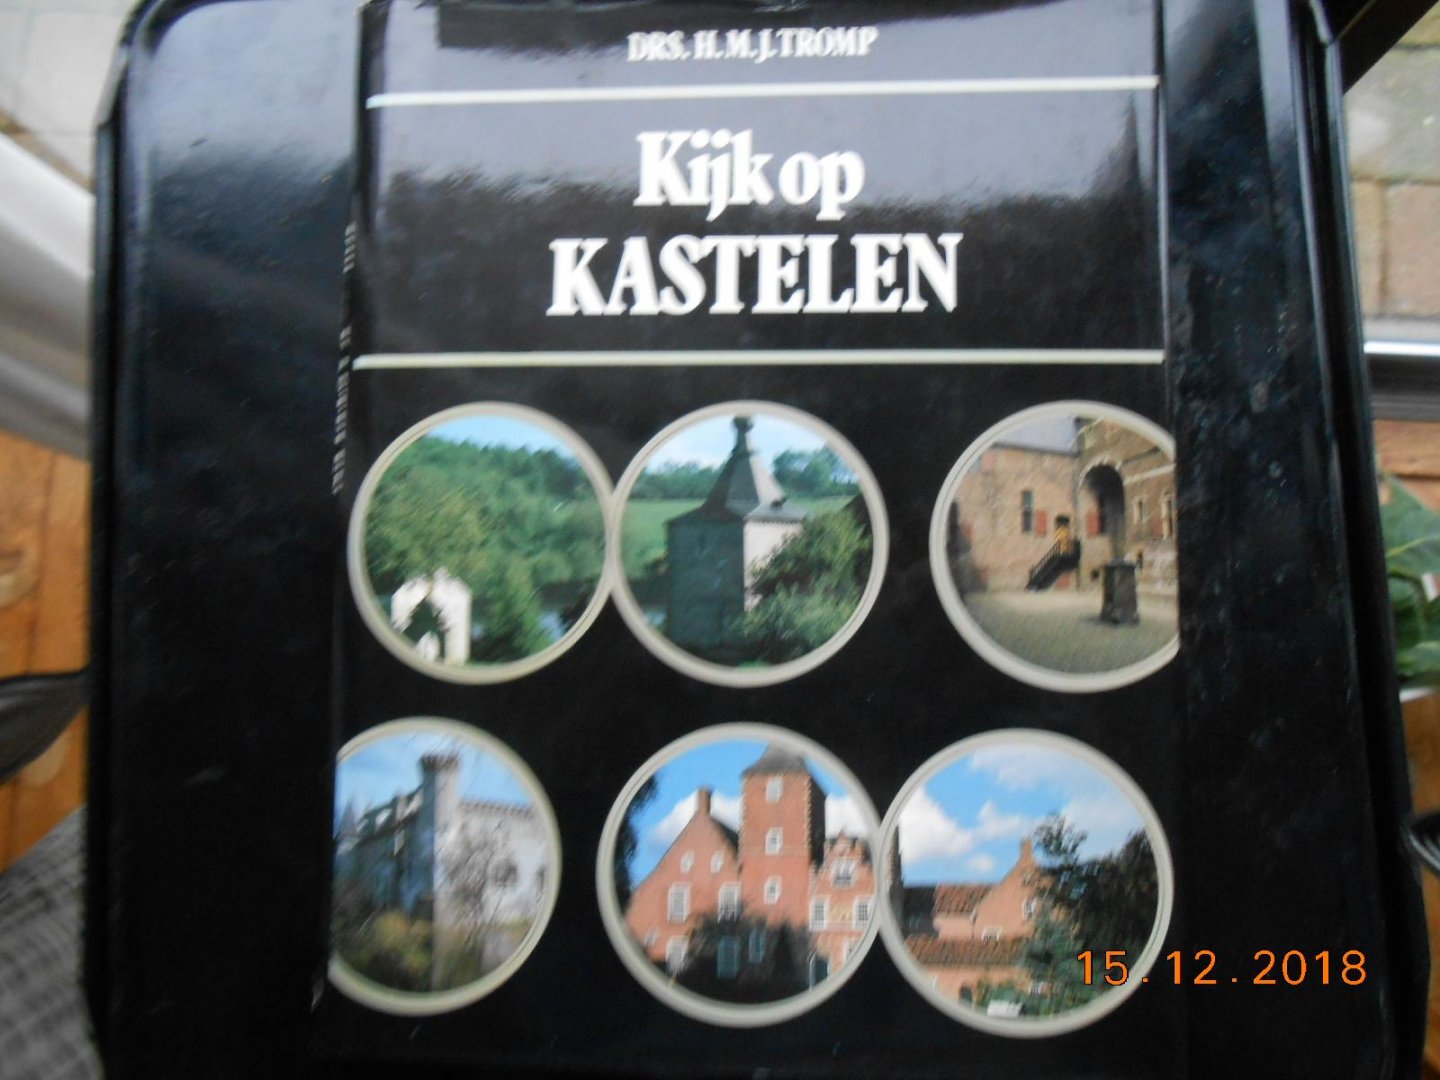 DRS. H. M. J. TROMP
Kijk op
KASTELEN
15.12.2018